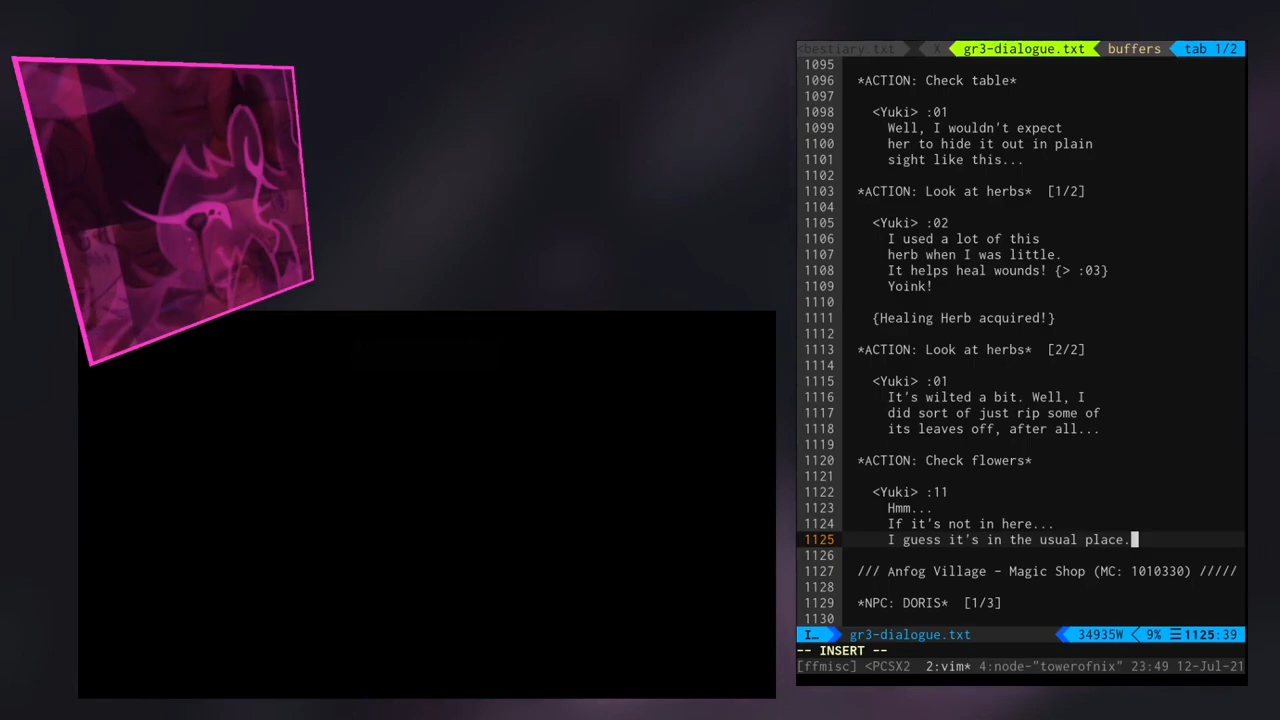 <bestiary.txt X gr3-dialogue.txt buffers tab 1/2
1095
1096 *ACTION: Check table*
1097
1098 <Yuki> :01
1099 Well, I wouldn't expect
1100 her to hide it out in plain
1101 sight like this...
1102
1103 *ACTION: Look at herbs* [1/2]
1104
1105 <Yuki> :02
1106 I used a lot of this
1107 herb when I was little.
1108 It helps heal wounds! {> :03}
1109 Yoink!
1110
1111 {Healing Herb acquired!}
1112
1113 *ACTION: Look at herbs* [2/2]
1114
1115 <Yuki> :01
1116 It's wilted a bit. Well, I
1117 did sort of just rip some of
1118 its leaves off, after all...
1119
1120 *ACTION: Check flowers*
1121
1122 <Yuki> :11
1123 Hmm...
1124 If it's not in here...
1125 I guess it's in the usual place.
1126
1127 /// Anfog Village - Magic Shop (MC: 1010330) /////
1128
1129 *NPC: DORIS* [1/3]
1130
I… gr3-dialogue.txt 34935W 9% ☰1125:39
-- INSERT --
[ffmisc] <PCSX2 2:vim* 4:node-"towerofnix" 23:49 12-Jul-21